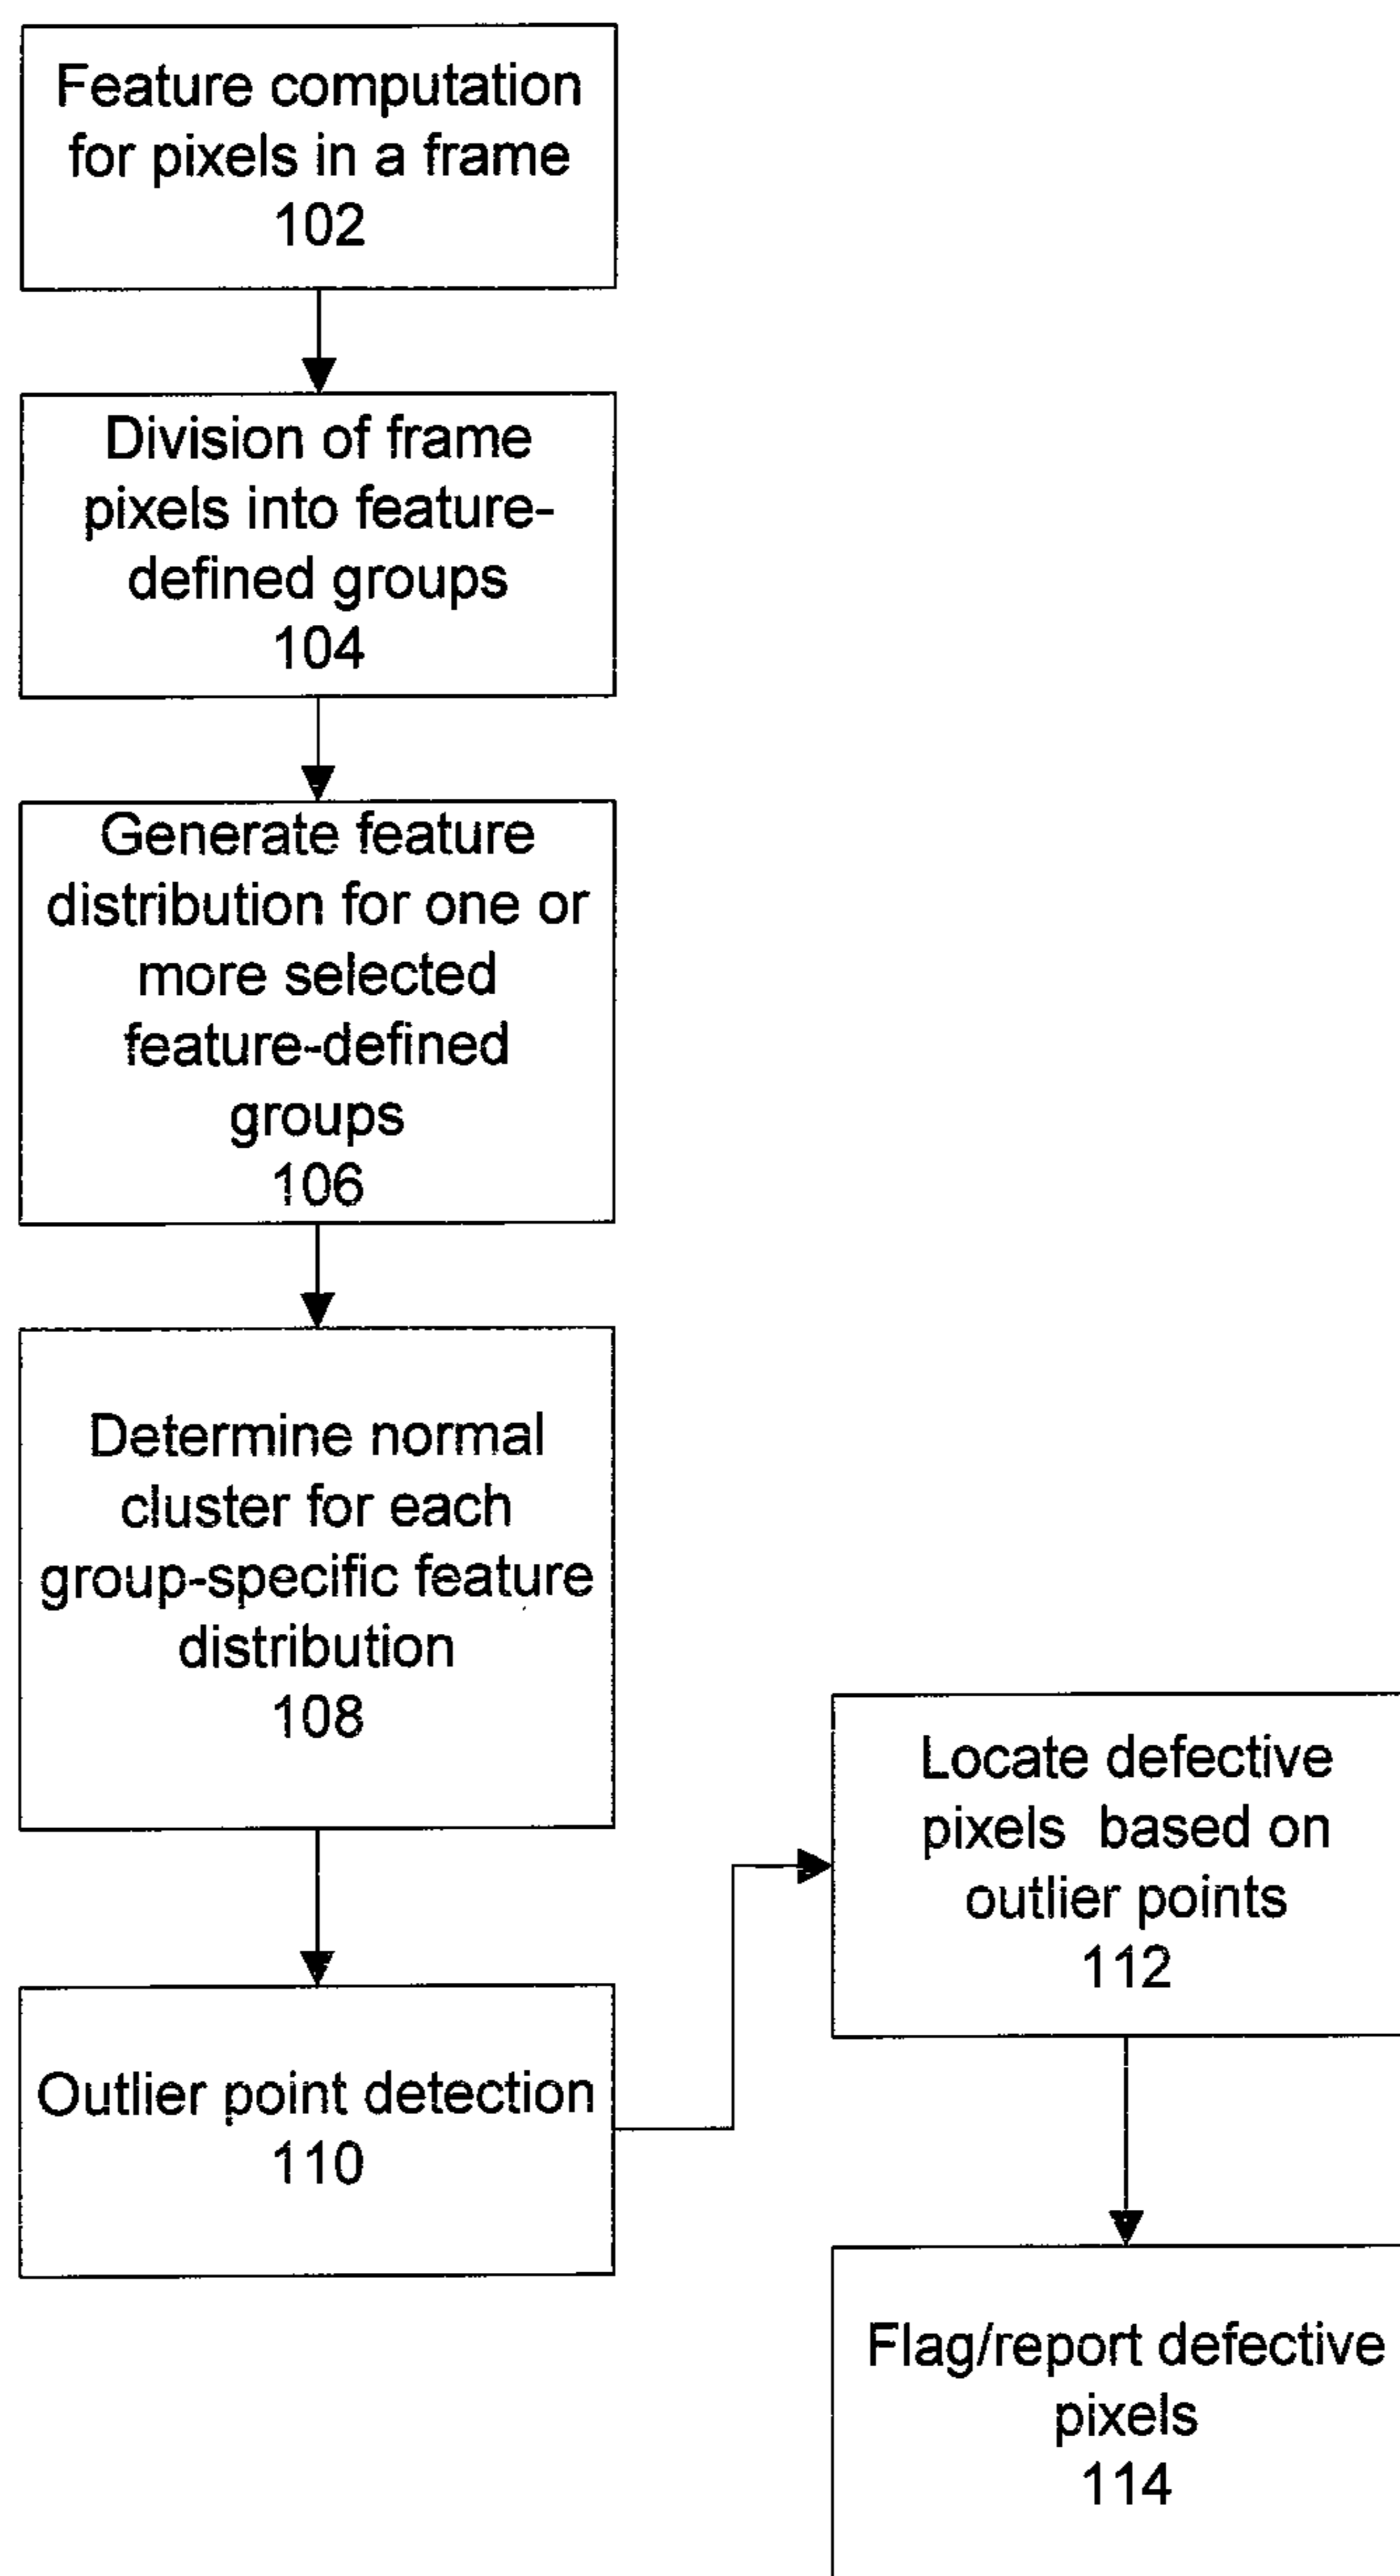 Feature computation
for pixels in a frame
102
Division of frame
pixels into feature-
defined groups
104
Generate feature
distribution for one or
more selected
feature-defined
groups
106
Determine normal
cluster for each
group-specific feature
distribution
108
Outlier point detection
110
Locate defective
pixels based on
outlier points
112
Flag/report defective
pixels
114